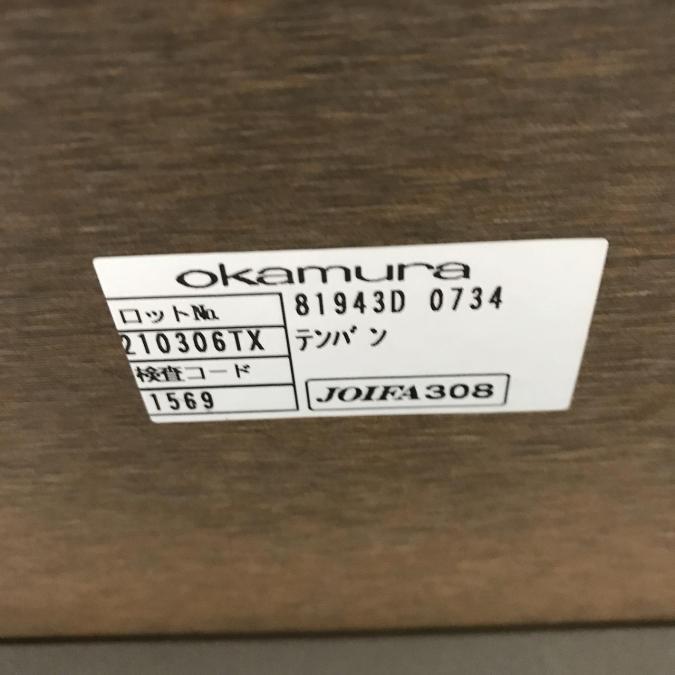 okamura
ロットNo.
210306TX
検査コード
1569
81943D 0734
テンバン
JOIFA308